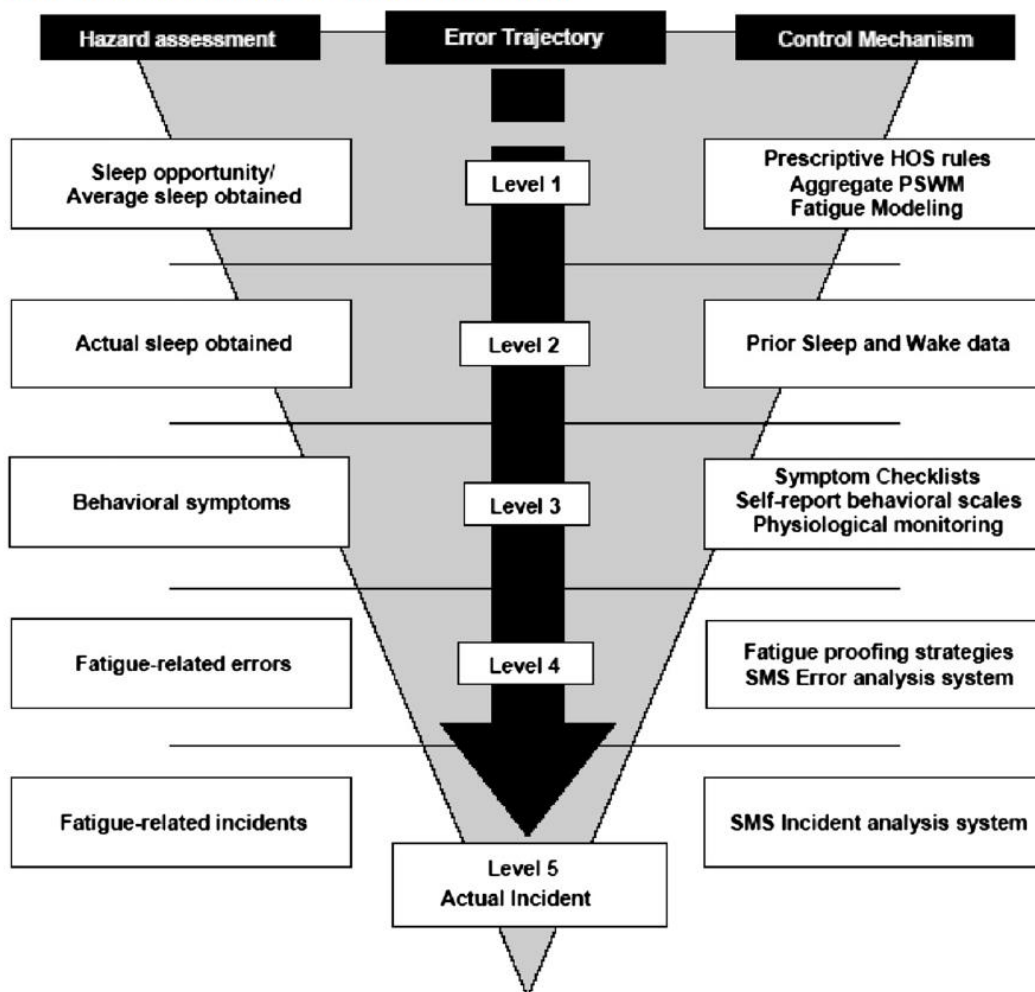 Hazard assessment
Error Trajectory
Control Mechanism
Sleep opportunity/
Average sleep obtained
Level 1
Prescriptive HOS rules
Aggregate PSWM
Fatigue Modeling
Actual sleep obtained
Level 2
Prior Sleep and Wake data
Behavioral symptoms
Level 3
Symptom Checklists
Self-report behavioral scales
Physiological monitoring
Fatigue-related errors
Level 4
Fatigue proofing strategies
SMS Error analysis system
Fatigue-related incidents
Level 5
Actual Incident
SMS Incident analysis system